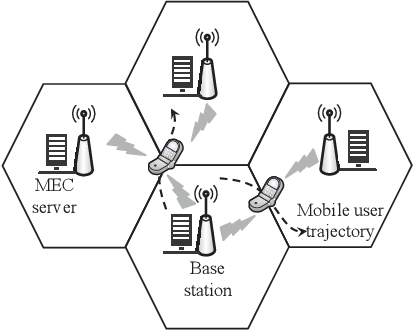 MEC
server
Mobile user
trajectory
Base
station